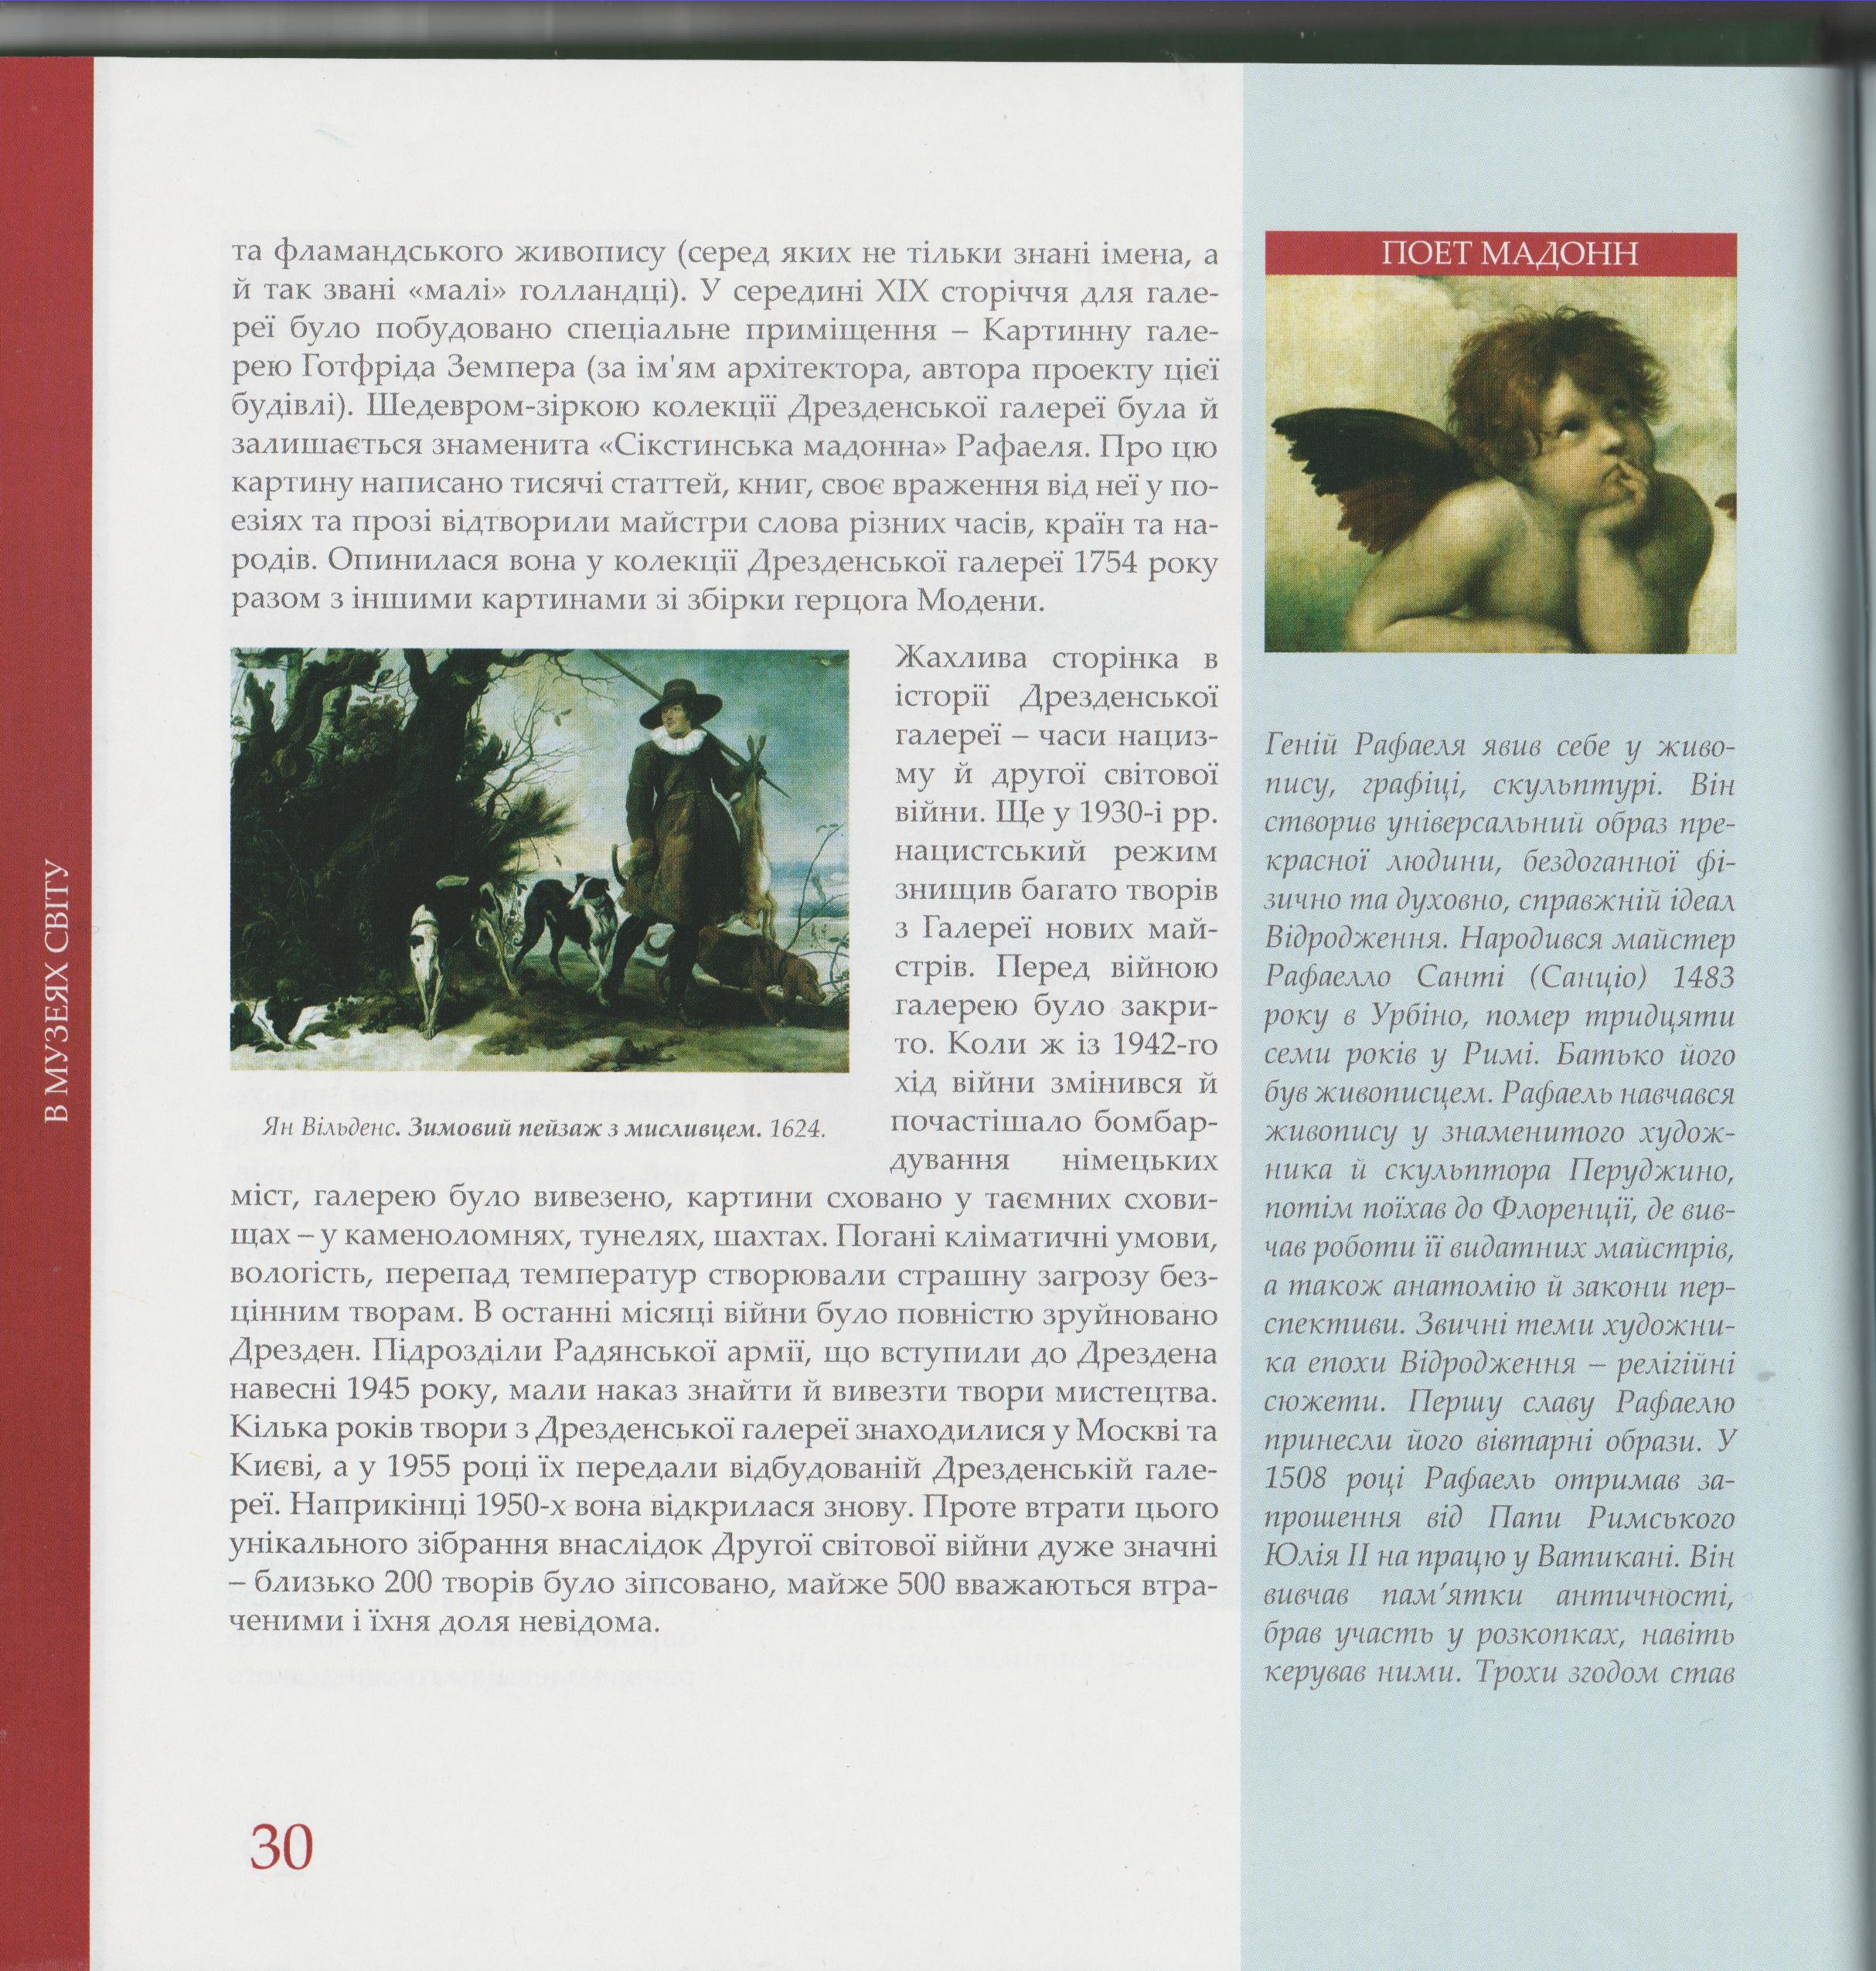 та фламандського живопису (серед яких не тільки знані імена, а
й так звані «малі» голландці). У середині XIX сторіччя для гале-
реї було побудовано спеціальне приміщення – Картинну гале-
рею Готфріда Земпера (за ім'ям архітектора, автора проекту цієї
будівлі). Шедевром-зіркою колекції Дрезденської галереї була й
залишається знаменита «Сікстинська мадонна» Рафаеля. Про цю
картину написано тисячі статтей, книг, своє враження від неї у по-
езіях та прозі відтворили майстри слова різних часів, країн та на-
родів. Опинилася вона у колекції Дрезденської галереї 1754 року
разом з іншими картинами зі збірки герцога Модени.
Жахлива сторінка в
історії Дрезденської
галереї – часи нациз-
му й другої світової
війни. Ще у 1930-і рр.
нацистський режим
знищив багато творів
з Галереї нових май-
стрів. Перед війною
галерею було закри-
то. Коли ж із 1942-го
хід війни змінився й
почастішало бомбар-
дування німецьких
міст, галерею було вивезено, картини сховано у таємних схови-
щах – у каменоломнях, тунелях, шахтах. Погані кліматичні умови,
вологість, перепад температур створювали страшну загрозу без-
цінним творам. В останні місяці війни було повністю зруйновано
Дрезден. Підрозділи Радянської армії, що вступили до Дрездена
навесні 1945 року, мали наказ знайти й вивезти твори мистецтва.
Кілька років твори з Дрезденської галереї знаходилися у Москві та
Києві, а у 1955 році їх передали відбудованій Дрезденській гале-
реї. Наприкінці 1950-х вона відкрилася знову. Проте втрати цього
унікального зібрання внаслідок Другої світової війни дуже значні
– близько 200 творів було зіпсовано, майже 500 вважаються втра-
ченими і їхня доля невідома.
Ян Вільденс. Зимовий пейзаж з мисливцем. 1624.
ПОЕТ МАДОНН
Геній Рафаеля явив себе у живо-
пису, графіці, скульптурі. Він
створив універсальний образ пре-
красної людини, бездоганної фі-
зично та духовно, справжній ідеал
Відродження. Народився майстер
Рафаелло Санті (Санціо) 1483
року в Урбіно, помер тридцяти
семи років у Римі. Батько його
був живописцем. Рафаель навчався
живопису у знаменитого худож-
ника й скульптора Перуджино,
потім поїхав до Флоренції, де вив-
чав роботи її видатних майстрів,
а також анатомію й закони пер-
спективи. Звичні теми художни-
ка епохи Відродження – релігійні
сюжети. Першу славу Рафаелю
принесли його вівтарні образи. У
1508 році Рафаель отримав за-
прошення від Папи Римського
Юлія II на працю у Ватикані. Він
вивчав пам'ятки античності,
брав участь у розкопках, навіть
керував ними. Трохи згодом став
В МУЗЕЯХ СВІТУ
30